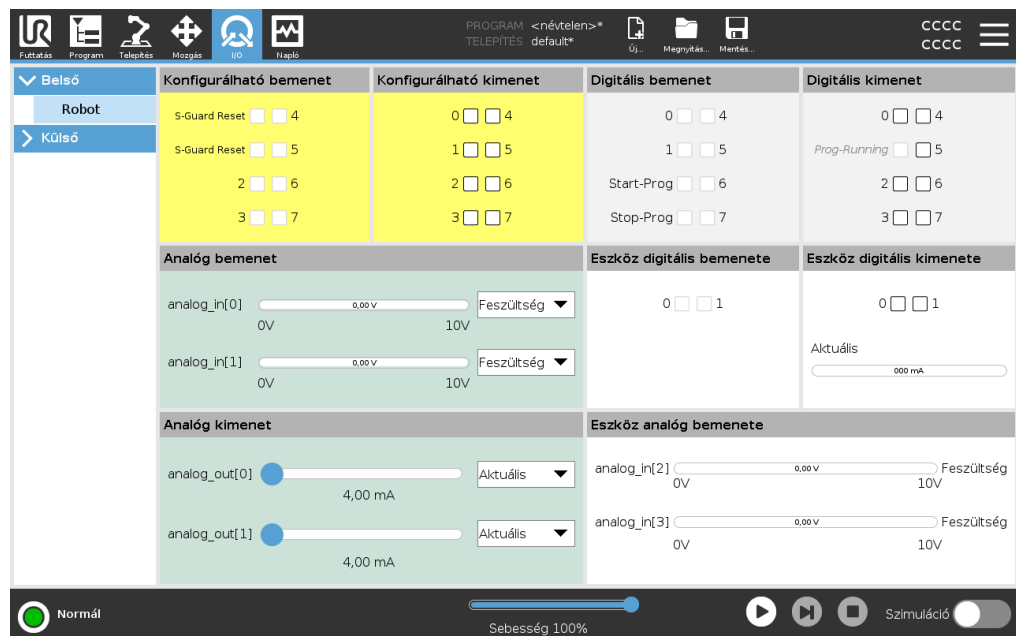 PROGRAM <névtelen>*
TELEPÍTÉS default*
CCCC
CCCC
Futtatás Program Telepítés Mozgás I/O Napló Új... Megnyitás... Mentés...
Belső
Robot
Külső
Konfigurálható bemenet
S-Guard Reset 4
S-Guard Reset 5
2 6
3 7
Konfigurálható kimenet
0 4
1 5
2 6
3 7
Digitális bemenet
0 4
1 5
Start-Prog 6
Stop-Prog 7
Digitális kimenet
0 4
Prog-Running 5
2 6
3 7
Analóg bemenet
analog_in[0] 0,00 V Feszültség
0V 10V
analog_in[1] 0,00 V Feszültség
0V 10V
Eszköz digitális bemenete
0 1
Eszköz digitális kimenete
0 1
Aktuális
000 mA
Analóg kimenet
analog_out[0] Aktuális
4,00 mA
analog_out[1] Aktuális
4,00 mA
Eszköz analóg bemenete
analog_in[2] 0,00 V Feszültség
0V 10V
analog_in[3] 0,00 V Feszültség
0V 10V
Normál
Sebesség 100%
Szimuláció